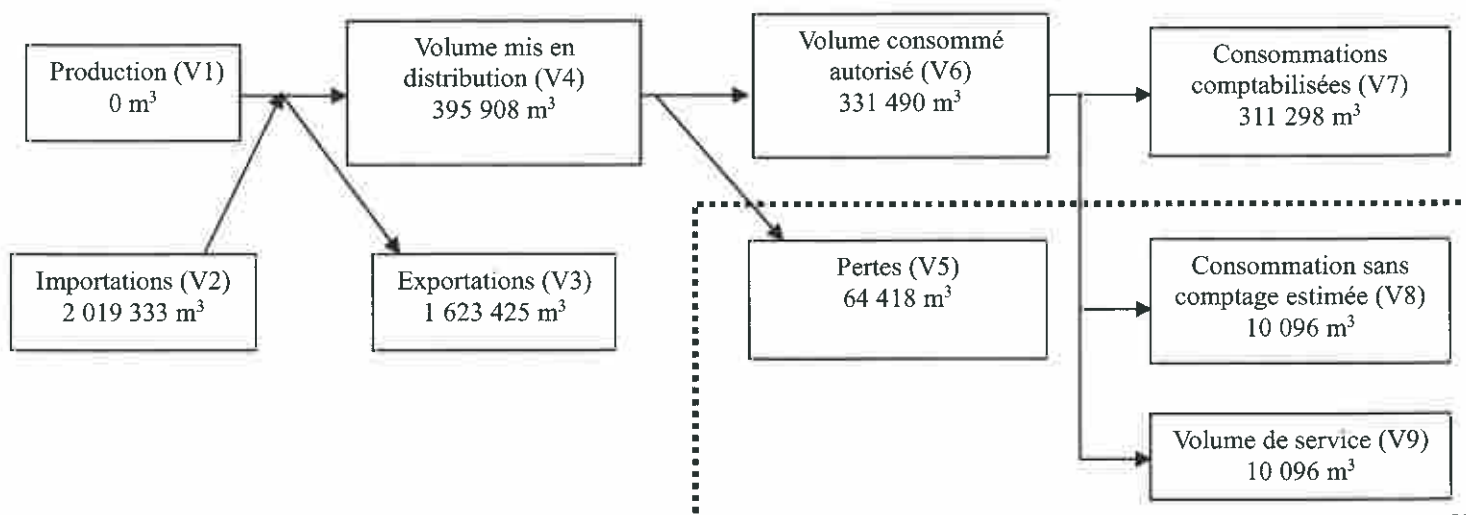 Production (V1)
0 m³
Volume mis en
distribution (V4)
395 908 m³
Volume consommé
autorisé (V6)
331 490 m³
Consommations
comptabilisées (V7)
311 298 m³
Importations (V2)
2 019 333 m³
Exportations (V3)
1 623 425 m³
Pertes (V5)
64 418 m³
Consommation sans
comptage estimée (V8)
10 096 m³
Volume de service (V9)
10 096 m³